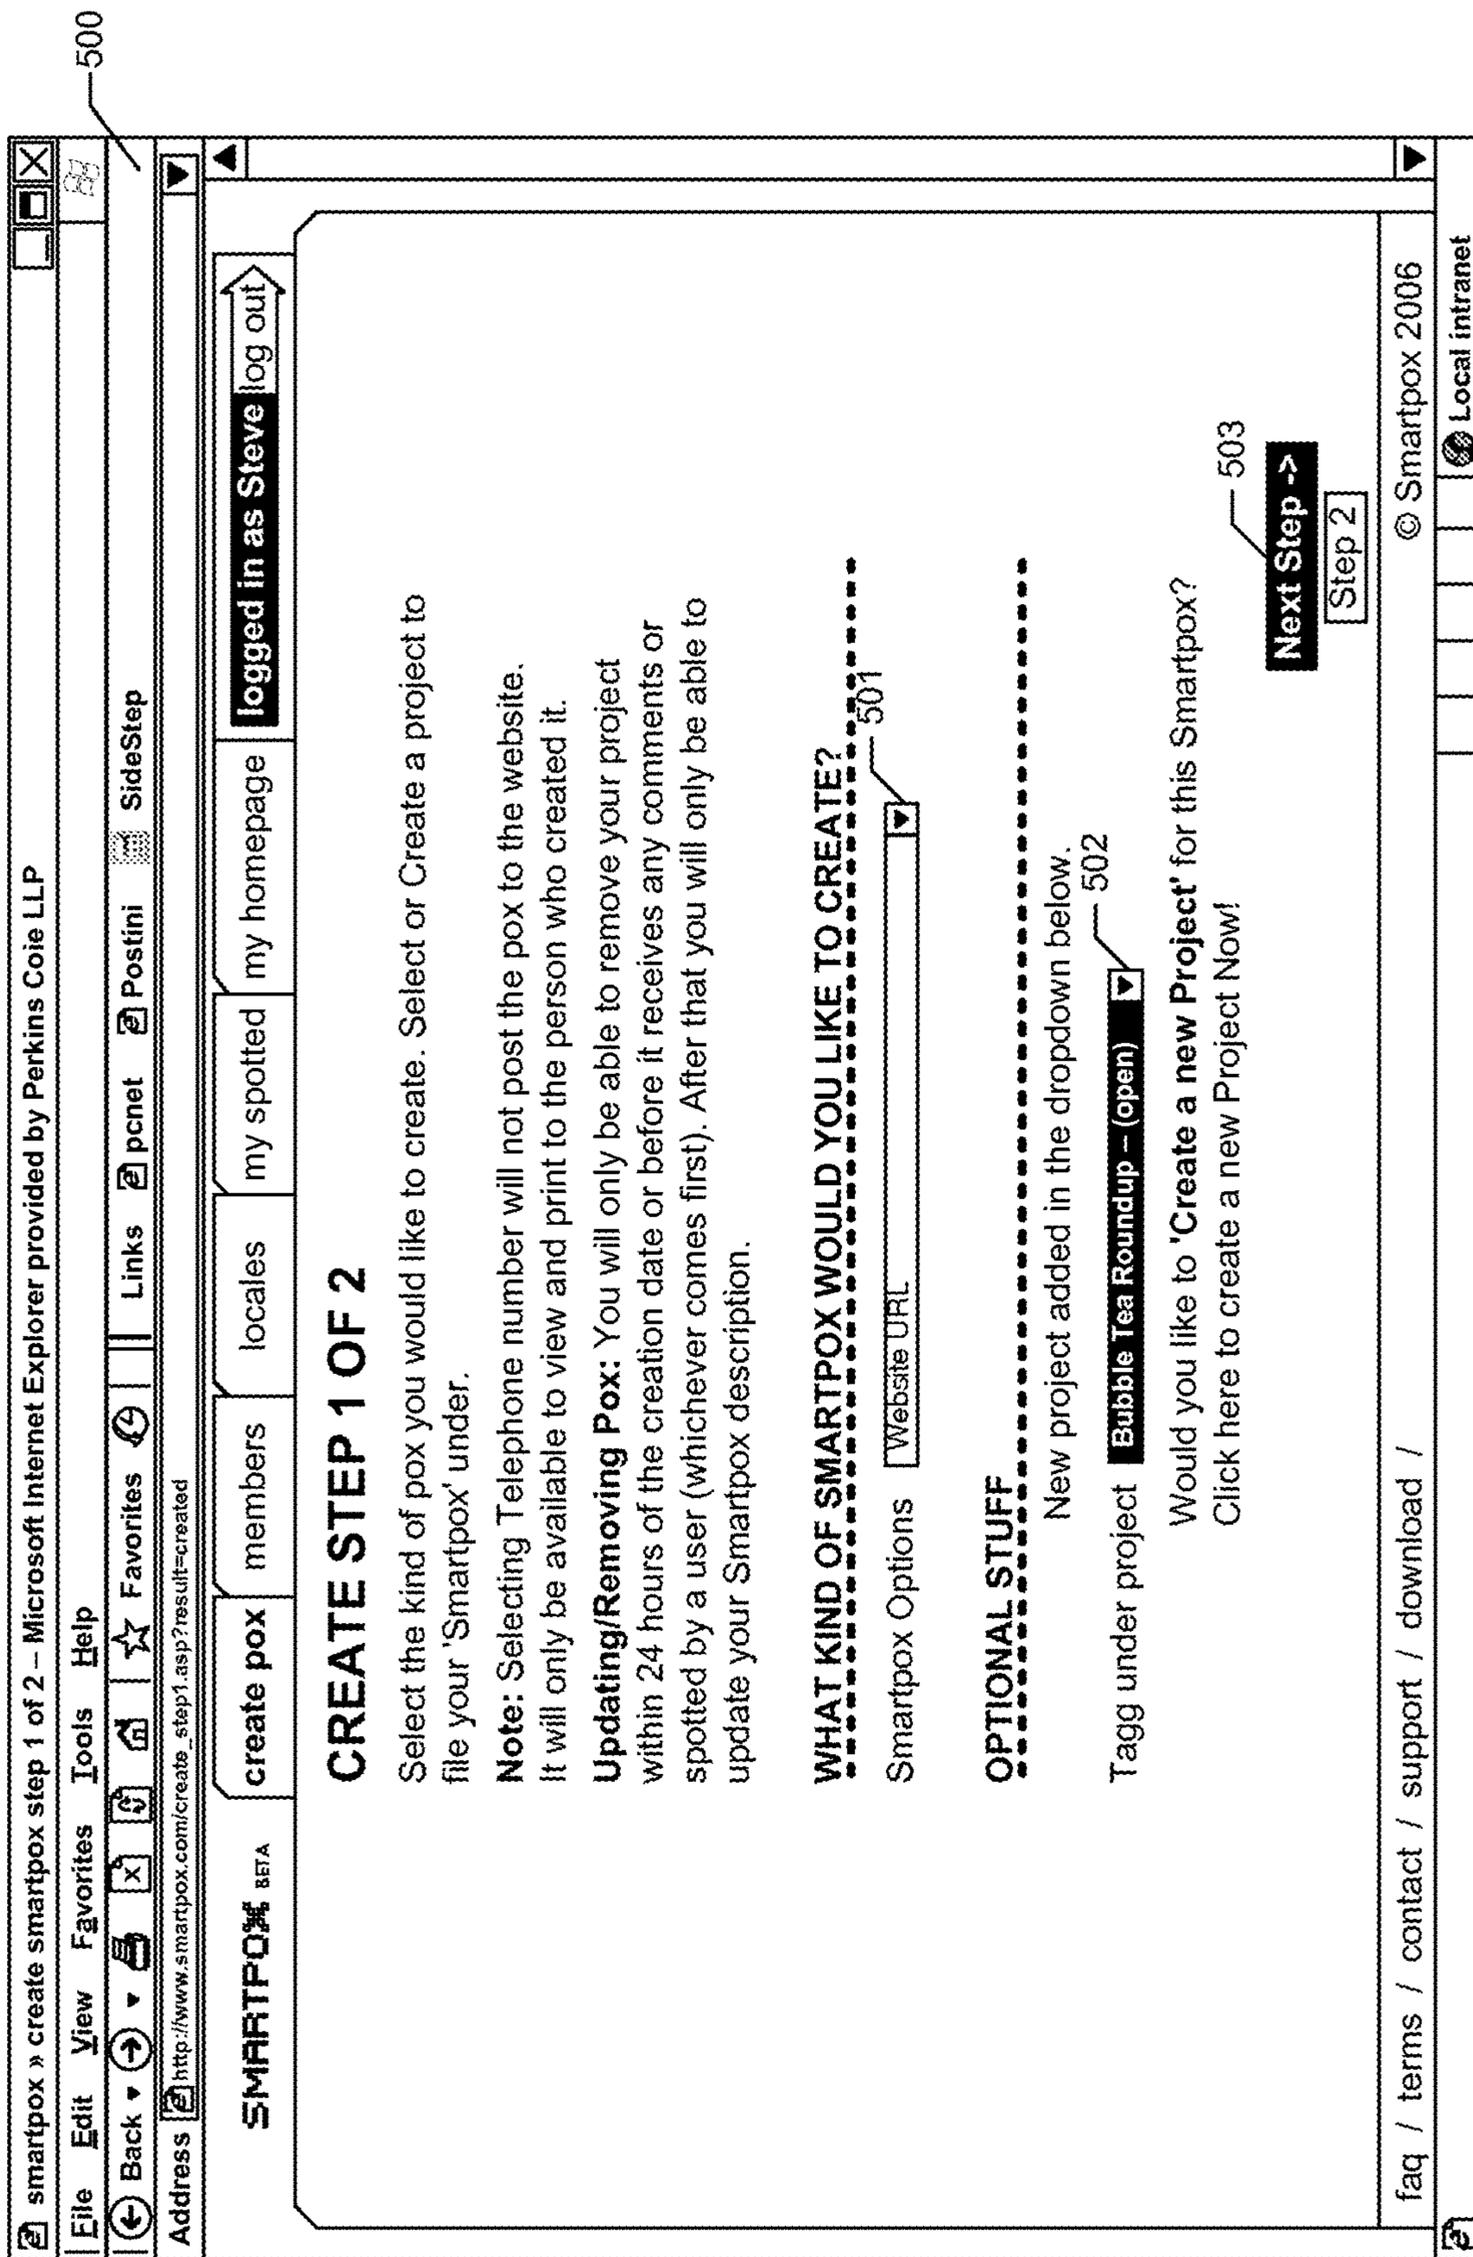 500
smartpox » create smartpox step 1 of 2 – Microsoft Internet Explorer provided by Perkins Coie LLP
File Edit View Favorites Tools Help
Back Favorites Links pcnet Postini SideStep
Address http://www.smartpox.com/create_step1.asp?result=created
SMARTPOX BETA create pox members locales my spotted my homepage logged in as Steve log out
CREATE STEP 1 OF 2
Select the kind of pox you would like to create. Select or Create a project to
file your 'Smartpox' under.
Note: Selecting Telephone number will not post the pox to the website.
It will only be available to view and print to the person who created it.
Updating/Removing Pox: You will only be able to remove your project
within 24 hours of the creation date or before it receives any comments or
spotted by a user (whichever comes first). After that you will only be able to
update your Smartpox description.
WHAT KIND OF SMARTPOX WOULD YOU LIKE TO CREATE?
501
Smartpox Options Website URL
OPTIONAL STUFF
New project added in the dropdown below.
502
Tagg under project Bubble Tea Roundup – (open)
Would you like to 'Create a new Project' for this Smartpox?
Click here to create a new Project Now!
503
Next Step ->
Step 2
faq / terms / contact / support / download / © Smartpox 2006
Local intranet